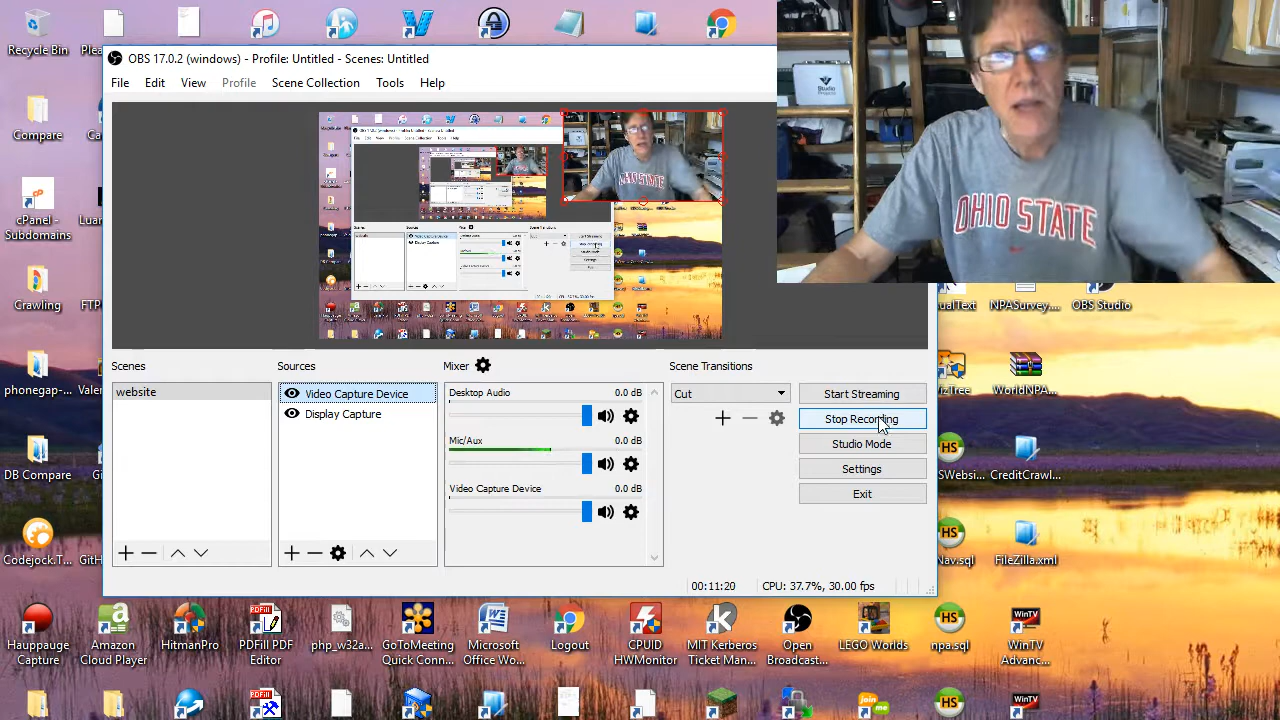 Recycle Bin
OBS 17.0.2 (windows) - Profile: Untitled - Scenes: Untitled
File Edit View Profile Scene Collection Tools Help
Studio
Projects
OHIO STATE
Compare
cPanel -
Subdomains
Crawling
phonegap-...
DB Compare
Codejock.T...
NPASurvey....
OBS Studio
WorldNPA...
CreditCrawl...
FileZilla.xml
Scenes
website
Sources
Video Capture Device
Display Capture
Mixer
Desktop Audio 0.0 dB
Mic/Aux 0.0 dB
Video Capture Device 0.0 dB
Scene Transitions
Cut
Start Streaming
Stop Recording
Studio Mode
Settings
Exit
00:11:20
CPU: 37.7%, 30.00 fps
Hauppauge
Capture
Amazon
Cloud Player
HitmanPro
PDFill PDF
Editor
php_w32a...
GoToMeeting
Quick Conn...
Microsoft
Office Wo...
Logout
CPUID
HWMonitor
MIT Kerberos
Ticket Man...
Open
Broadcast...
LEGO Worlds
npa.sql
WinTV
Advanc...